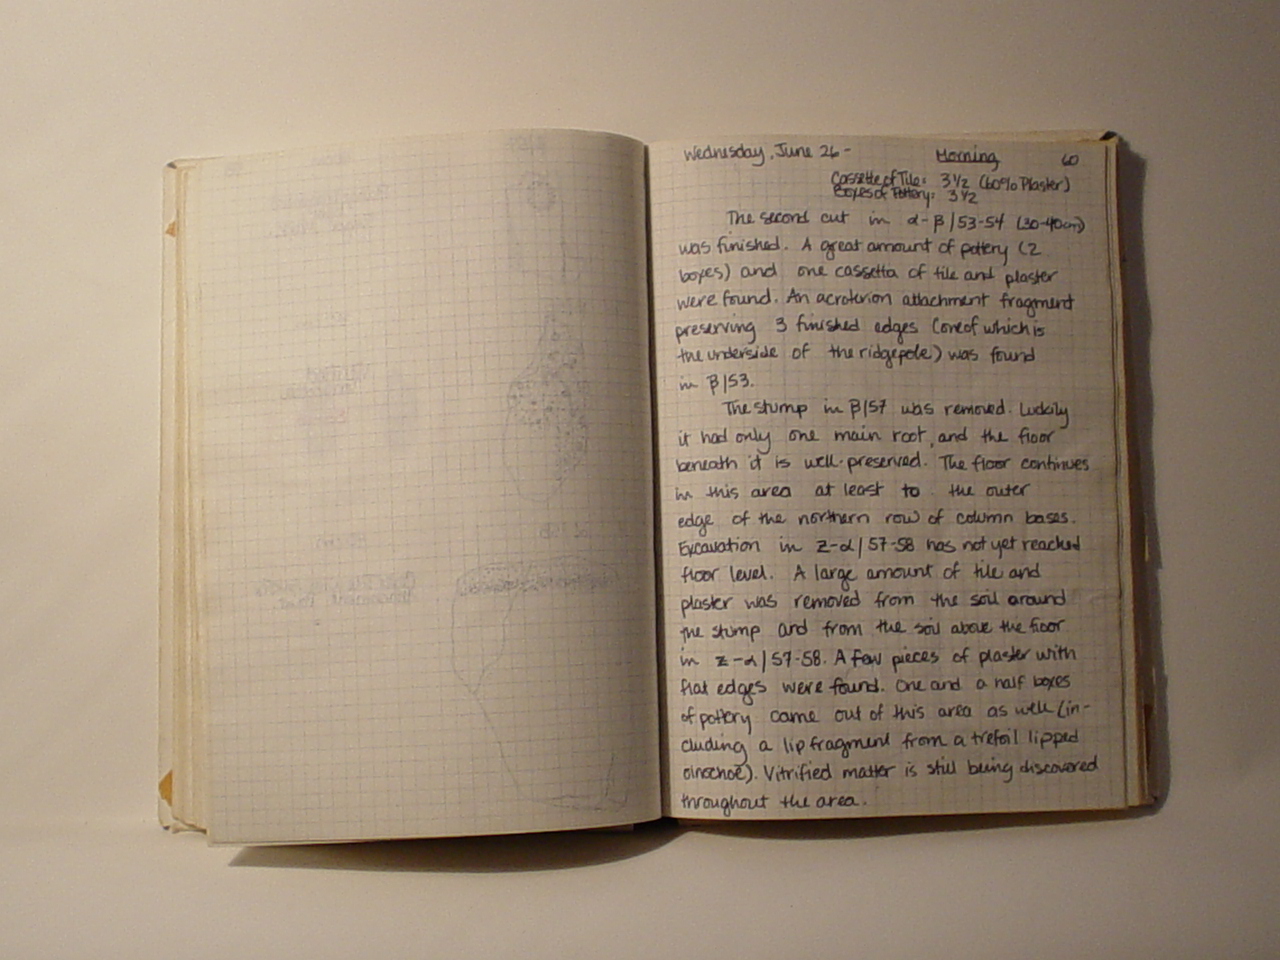 Wednesday, June 26 - Morning 60
Cassette of Tile: 3 1/2 (60% Plaster)
Boxes of Pottery: 3 1/2
The second cut in α-β/53-54 (30-40cm)
was finished. A great amount of pottery (2
boxes) and one cassetta of tile and plaster
were found. An acroterion attachment fragment
preserving 3 finished edges (one of which is
the underside of the ridgepole) was found
in β/53.
The stump in β/57 was removed. Luckily
it had only one main root, and the floor
beneath it is well-preserved. The floor continues
in this area at least to the outer
edge of the northern row of column bases.
Excavation in Z-α/57-58 has not yet reached
floor level. A large amount of tile and
plaster was removed from the soil around
the stump and from the soil above the floor
in Z-α/57-58. A few pieces of plaster with
flat edges were found. One and a half boxes
of pottery came out of this area as well (in-
cluding a lip fragment from a trefoil lipped
oinochoe). Vitrified matter is still being discovered
throughout the area.